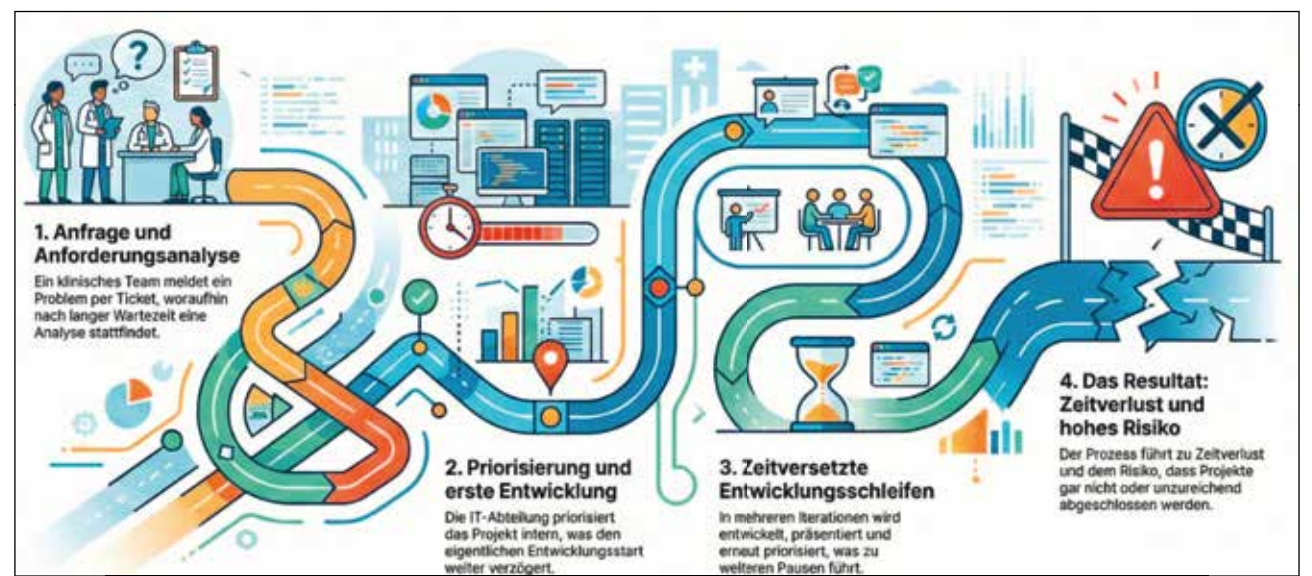 ?
1. Anfrage und
Anforderungsanalyse
Ein klinisches Team meldet ein
Problem per Ticket, woraufhin
nach langer Wartezeit eine
Analyse stattfindet.
2. Priorisierung und
erste Entwicklung
Die IT-Abteilung priorisiert
das Projekt intern, was den
eigentlichen Entwicklungsstart
weiter verzögert.
3. Zeitversetzte
Entwicklungsschleifen
In mehreren Iterationen wird
entwickelt, präsentiert und
erneut priorisiert, was zu
weiteren Pausen führt.
!
4. Das Resultat:
Zeitverlust und
hohes Risiko
Der Prozess führt zu Zeitverlust
und dem Risiko, dass Projekte
gar nicht oder unzureichend
abgeschlossen werden.